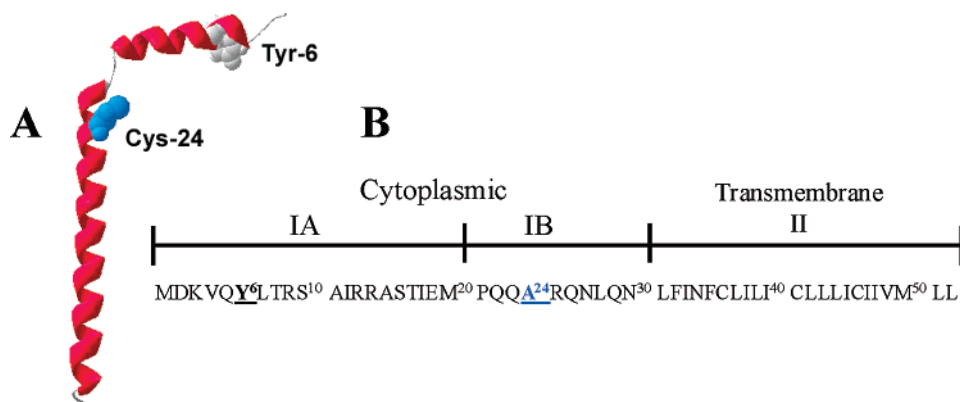 Tyr-6
A
B
Cys-24
Cytoplasmic
Transmembrane
IA
IB
II
MDKVQY⁶LTRS¹⁰ AIRRASTIEM²⁰ PQQA²⁴RQNLQN³⁰ LFINFCLILI⁴⁰ CLLLICIIVM⁵⁰ LL